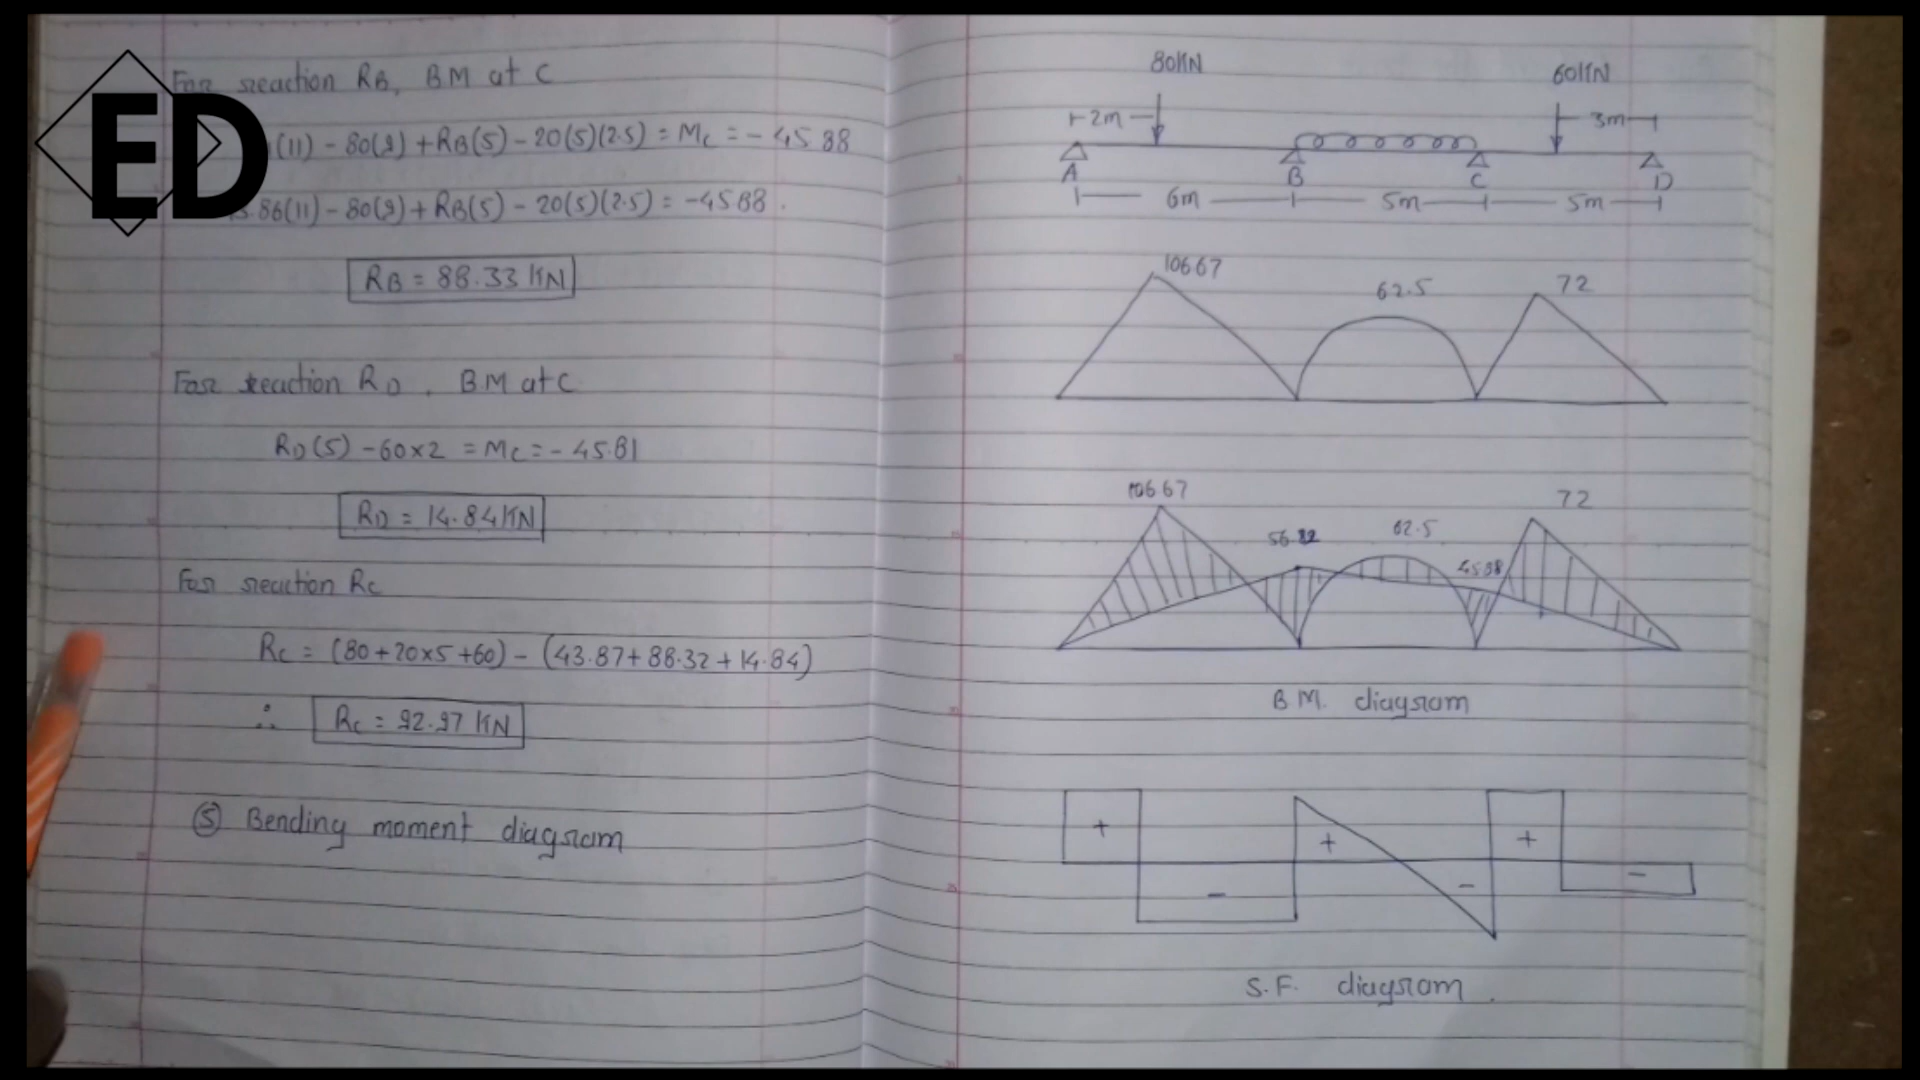 ED
For reaction RB, BM at C
(11) - 80(9) + RB(5) - 20(5)(2.5) = Mc = - 45 88
.86(11) - 80(9) + RB(5) - 20(5)(2.5) = -45 88.
RB = 88.33 KN
For reaction RD, BM at C
RD(5) - 60×2 = Mc = - 45.81
RD = 14.84 KN
For reaction Rc
Rc = (80+20×5+60) - (43.87+88.32+14.84)
∴ Rc = 92.97 KN
⑤ Bending moment diagram
80KN 60KN
2m 3m
A B C D
6m 5m 5m
106 67 62.5 72
106 67 56.82 62.5 45 88 72
B M. diagram
+ - + - + -
S.F. diagram.